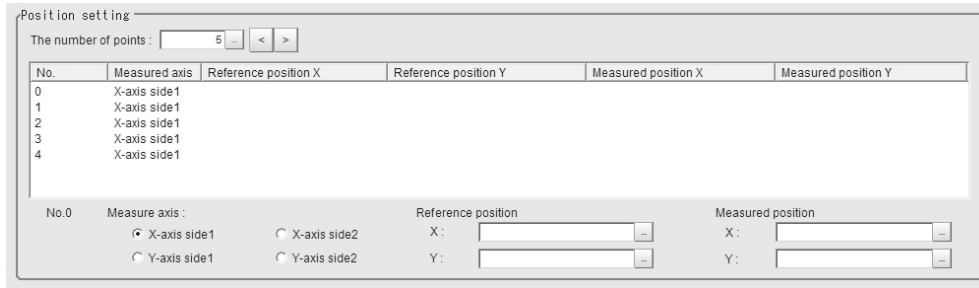 Position setting
The number of points : 5 ... < >
No. Measured axis Reference position X Reference position Y Measured position X Measured position Y
0 X-axis side1
1 X-axis side1
2 X-axis side1
3 X-axis side1
4 X-axis side1
No.0 Measure axis : Reference position Measured position
X-axis side1 X-axis side2 X : ... X : ...
Y-axis side1 Y-axis side2 Y : ... Y : ...